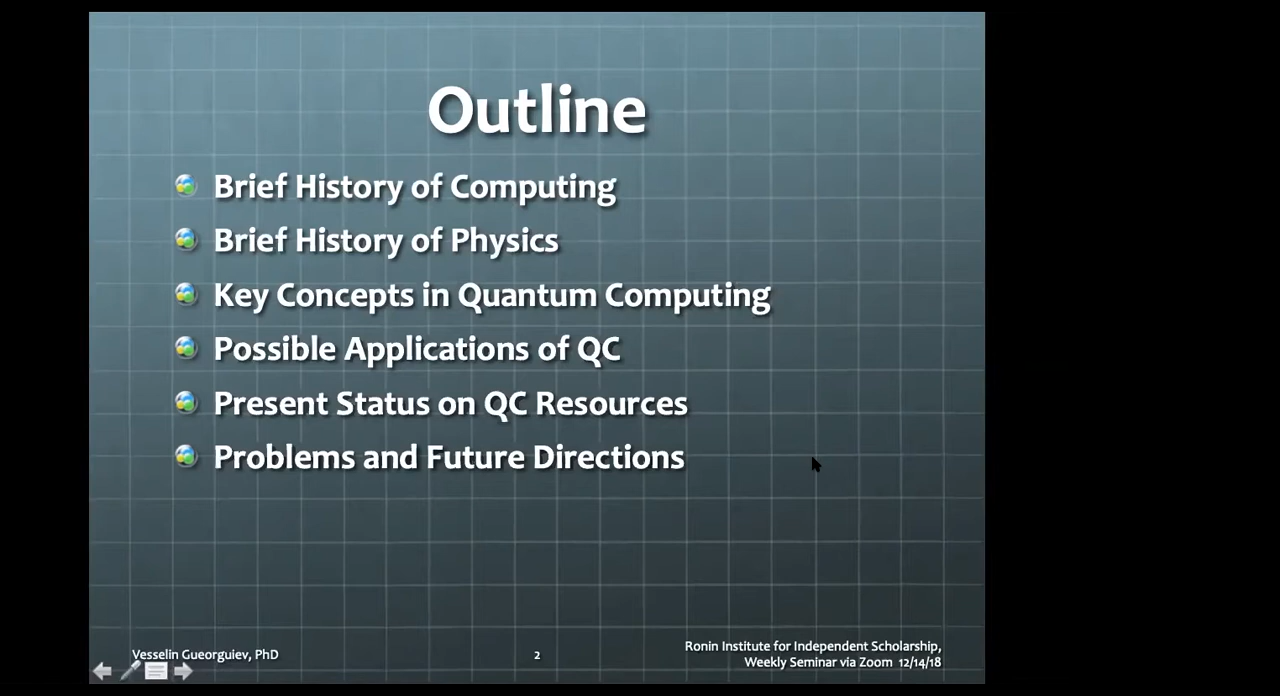 Outline
Brief History of Computing
Brief History of Physics
Key Concepts in Quantum Computing
Possible Applications of QC
Present Status on QC Resources
Problems and Future Directions
Vesselin Gueorguiev, PhD
2
Ronin Institute for Independent Scholarship,
Weekly Seminar via Zoom 12/14/18